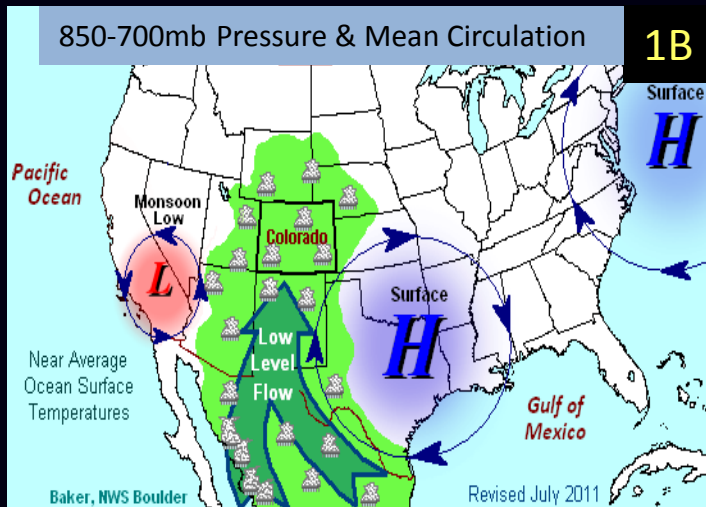 850-700mb Pressure & Mean Circulation
1B
Surface
H
Pacific
Ocean
Monsoon
Low
L
Colorado
Surface
H
Low
Level
Flow
Near Average
Ocean Surface
Temperatures
Gulf of
Mexico
Baker, NWS Boulder
Revised July 2011